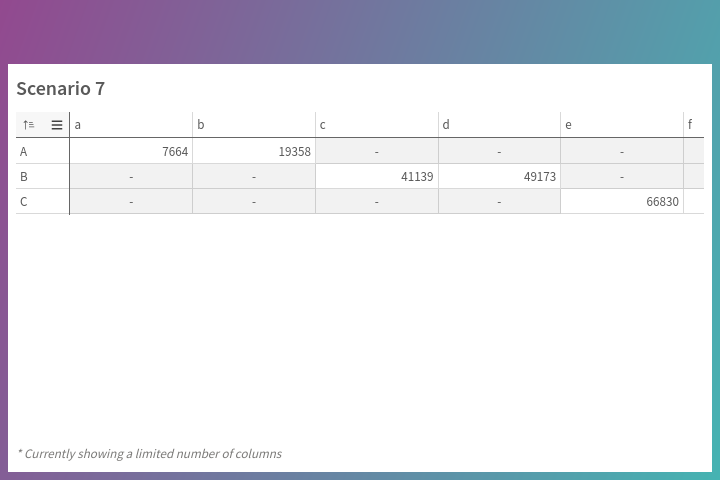 Scenario 7
a b c d e f
A 7664 19358 - - -
B - - 41139 49173 -
C - - - - 66830
* Currently showing a limited number of columns